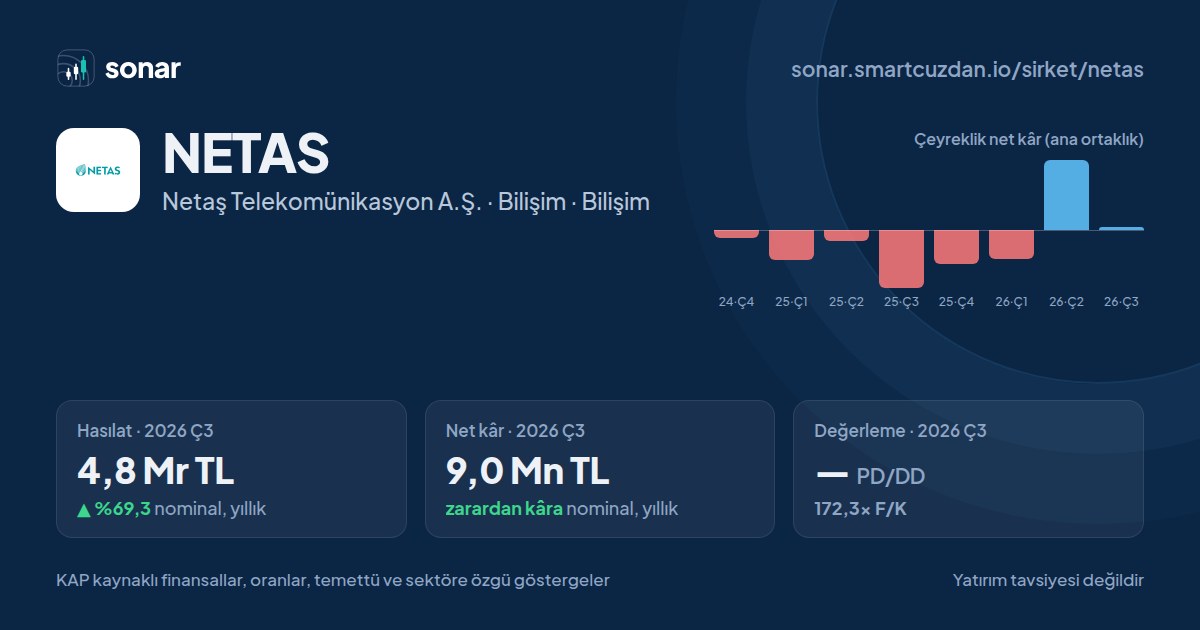 sonar
sonar.smartcuzdan.io/sirket/netas
NETAS
NETAS
Netaş Telekomünikasyon A.Ş. · Bilişim · Bilişim
Çeyreklik net kâr (ana ortaklık)
24·Ç4 25·Ç1 25·Ç2 25·Ç3 25·Ç4 26·Ç1 26·Ç2 26·Ç3
Hasılat · 2026 Ç3
4,8 Mr TL
▲ %69,3 nominal, yıllık
Net kâr · 2026 Ç3
9,0 Mn TL
zarardan kâra nominal, yıllık
Değerleme · 2026 Ç3
— PD/DD
172,3× F/K
KAP kaynaklı finansallar, oranlar, temettü ve sektöre özgü göstergeler
Yatırım tavsiyesi değildir